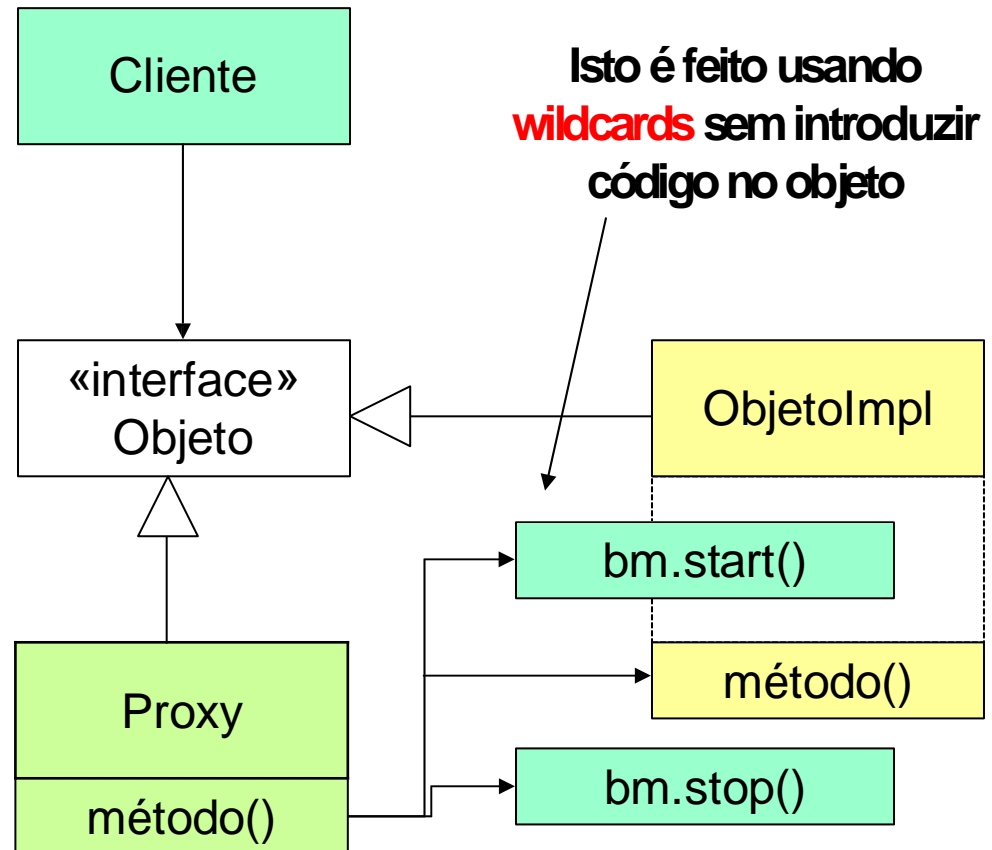 Cliente
Isto é feito usando
wildcards sem introduzir
código no objeto
«interface»
Objeto
ObjetoImpl
bm.start()
método()
Proxy
método()
bm.stop()